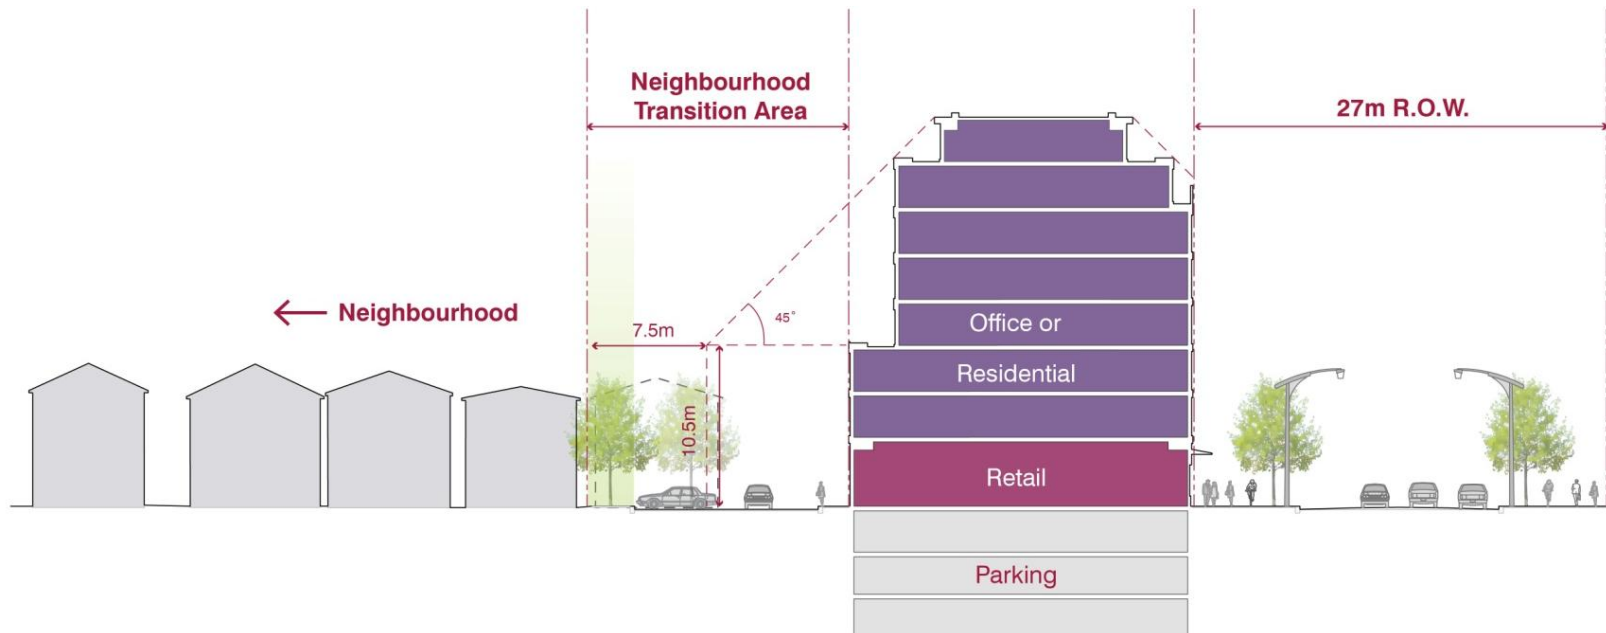 Neighbourhood
Transition Area
27m R.O.W.
Neighbourhood
7.5m
45°
10.5m
Office or
Residential
Retail
Parking